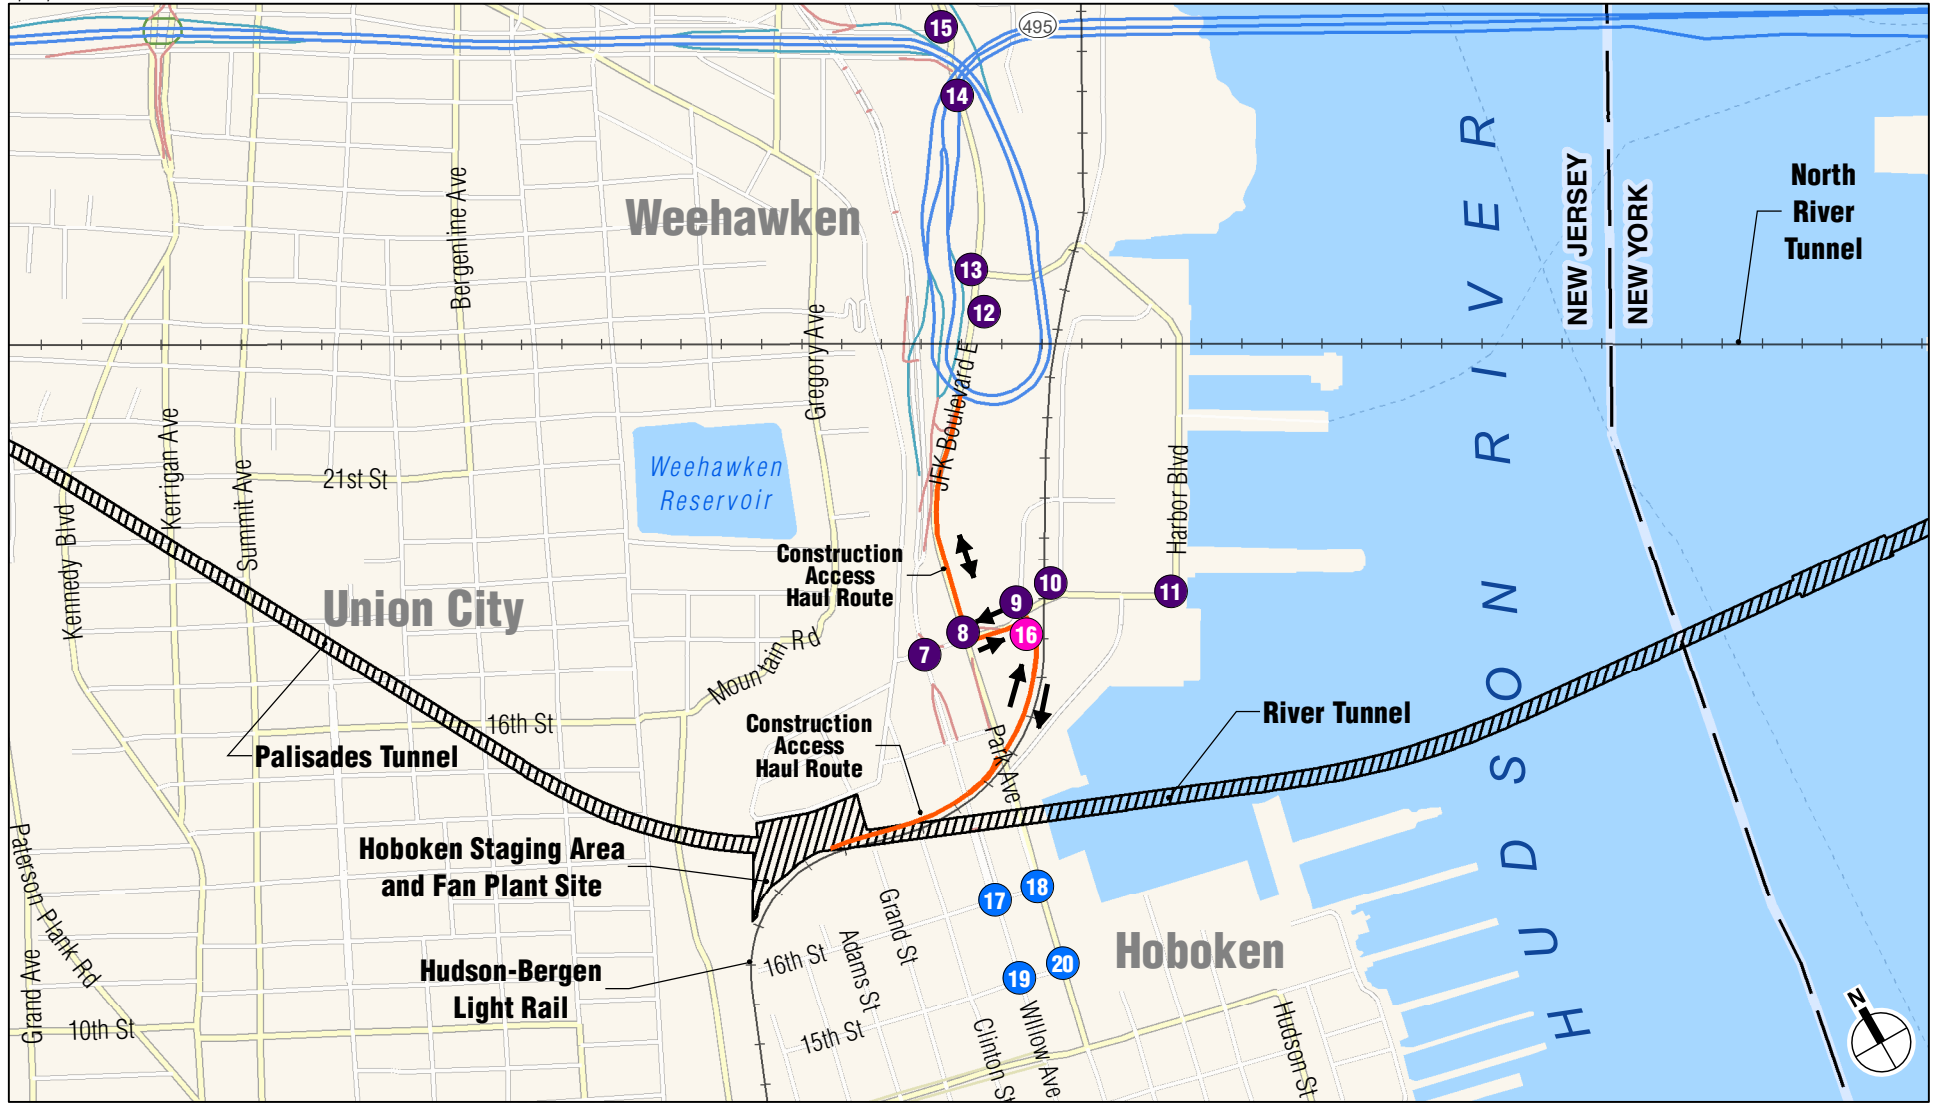 15
495
14
Weehawken
Bergenline Ave
13
12
Gregory Ave
JFK Boulevard E
NEW JERSEY
NEW YORK
North
River
Tunnel
HUDSON RIVER
Kerrigan Ave
Summit Ave
21st St
Kennedy Blvd
Weehawken
Reservoir
Harbor Blvd
Construction
Access
Haul Route
10
9
11
8
16
7
Union City
Mountain Rd
16th St
Palisades Tunnel
Construction
Access
Haul Route
Park Ave
River Tunnel
Hoboken Staging Area
and Fan Plant Site
Paterson Plank Rd
17
18
Grand St
Adams St
16th St
Hoboken
19
20
Hudson-Bergen
Light Rail
Grand Ave
10th St
15th St
Clinton St
Willow Ave
Hudson St
N